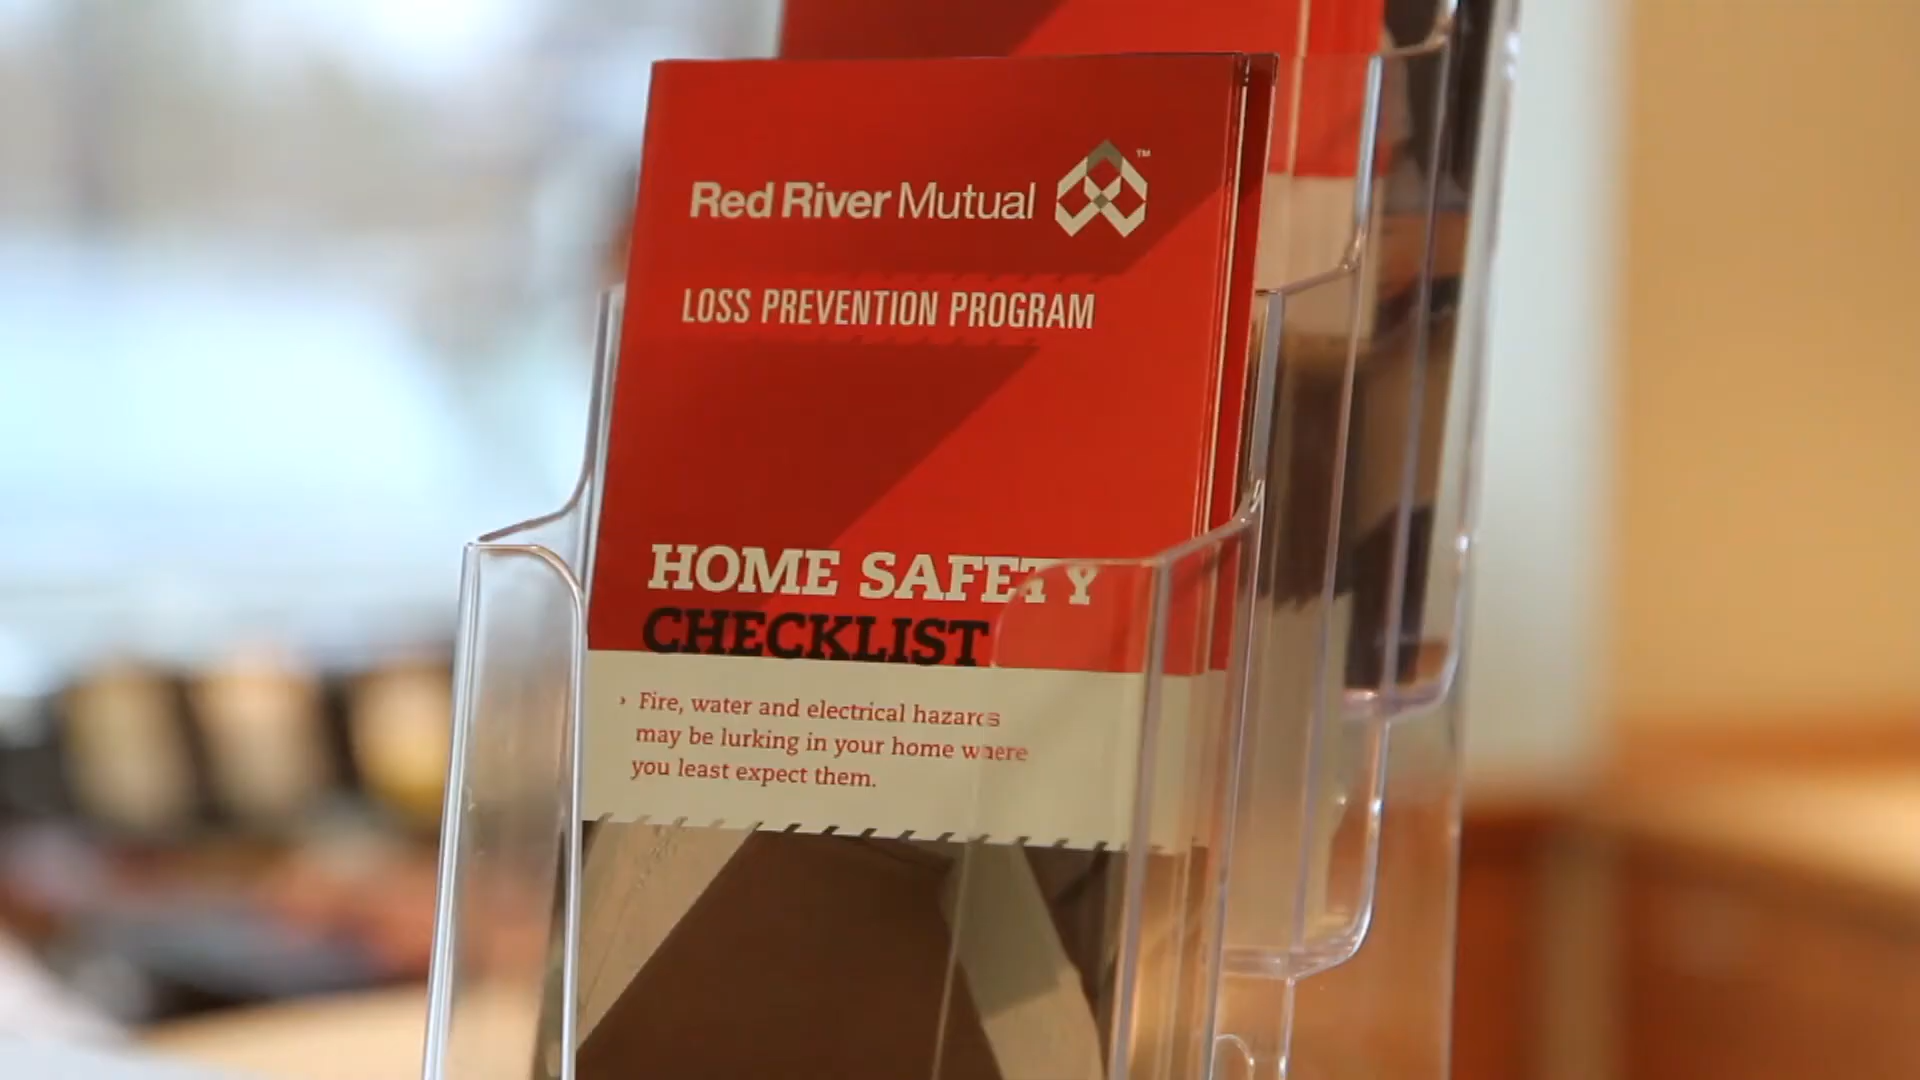 Red River Mutual ™
LOSS PREVENTION PROGRAM
HOME SAFETY
CHECKLIST
› Fire, water and electrical hazards
may be lurking in your home where
you least expect them.